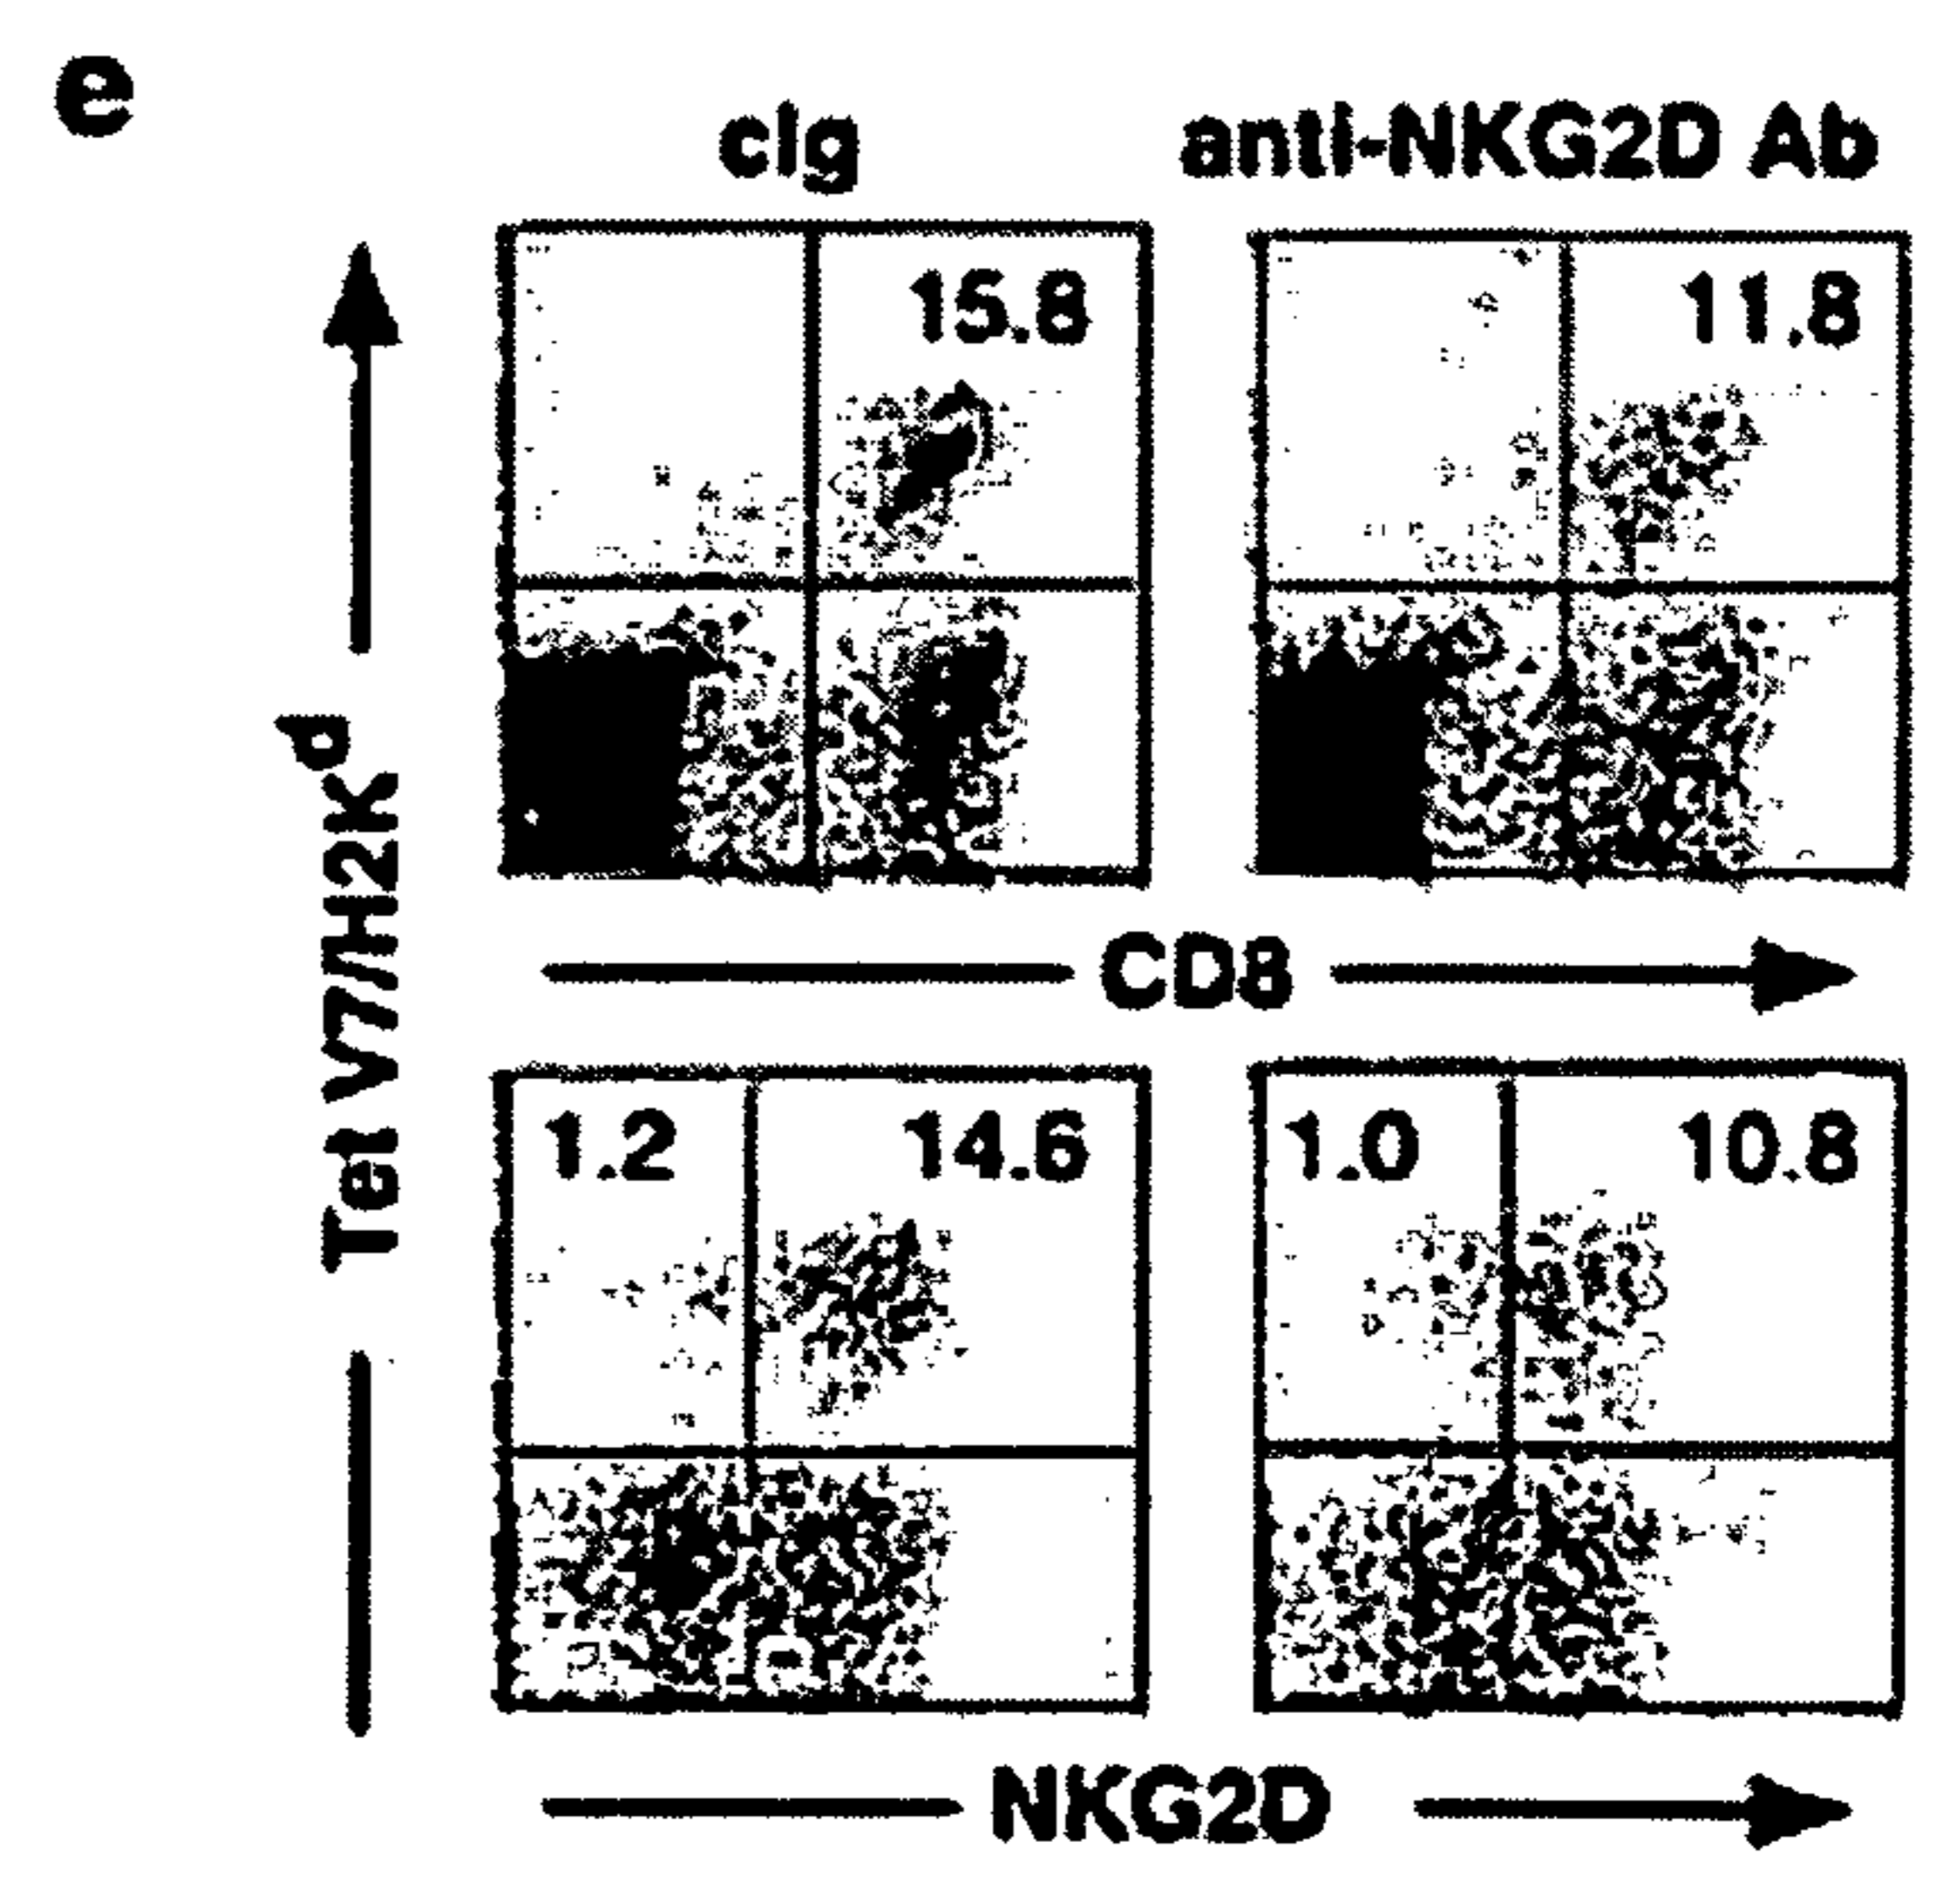 e
cIg
anti-NKG2D Ab
15.8
11.8
Tet V7/H2Kd
CD8
1.2
14.6
1.0
10.8
NKG2D